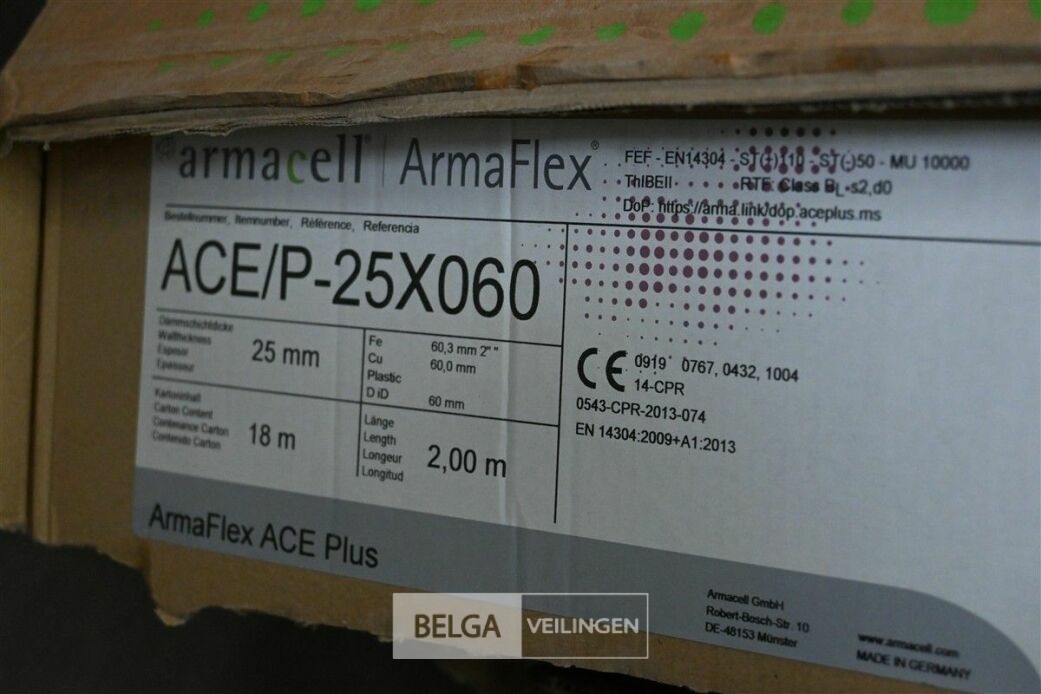 armacell® ArmaFlex®
FEF - EN14304 - ST(+)110 - ST(-)50 - MU 10000
ThIBEII RTF: Class BL-s2,d0
DoP: https://arma.link/dop.aceplus.ms
Bestellnummer, Itemnumber, Référence, Referencia
ACE/P-25X060
Dämmschichtdicke
Wallthickness
Espesor
Epaisseur
25 mm
Fe 60,3 mm 2" "
Cu 60,0 mm
Plastic
D iD 60 mm
Kartoninhalt
Carton Content
Contenance Carton
Contenido Carton
18 m
Länge
Length
Longeur
Longitud
2,00 m
CE 0919 0767, 0432, 1004
14-CPR
0543-CPR-2013-074
EN 14304:2009+A1:2013
ArmaFlex ACE Plus
Armacell GmbH
Robert-Bosch-Str. 10
DE-48153 Münster
www.armacell.com
MADE IN GERMANY
BELGA VEILINGEN